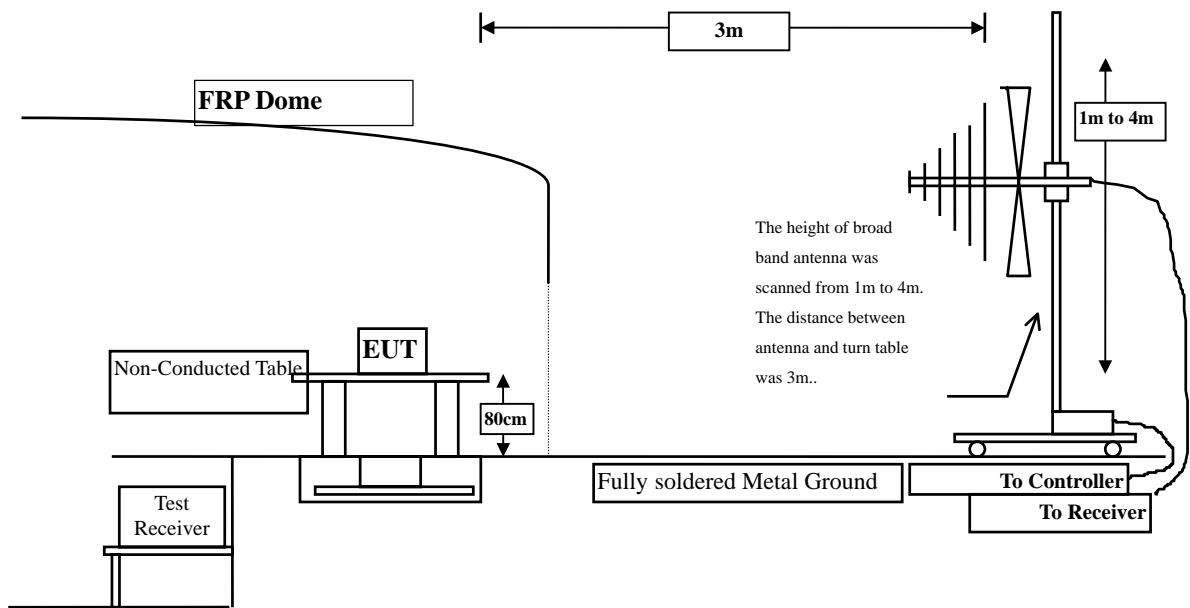 3m
FRP Dome
1m to 4m
The height of broad
band antenna was
scanned from 1m to 4m.
The distance between
antenna and turn table
was 3m..
EUT
Non-Conducted Table
80cm
Fully soldered Metal Ground
To Controller
Test
Receiver
To Receiver